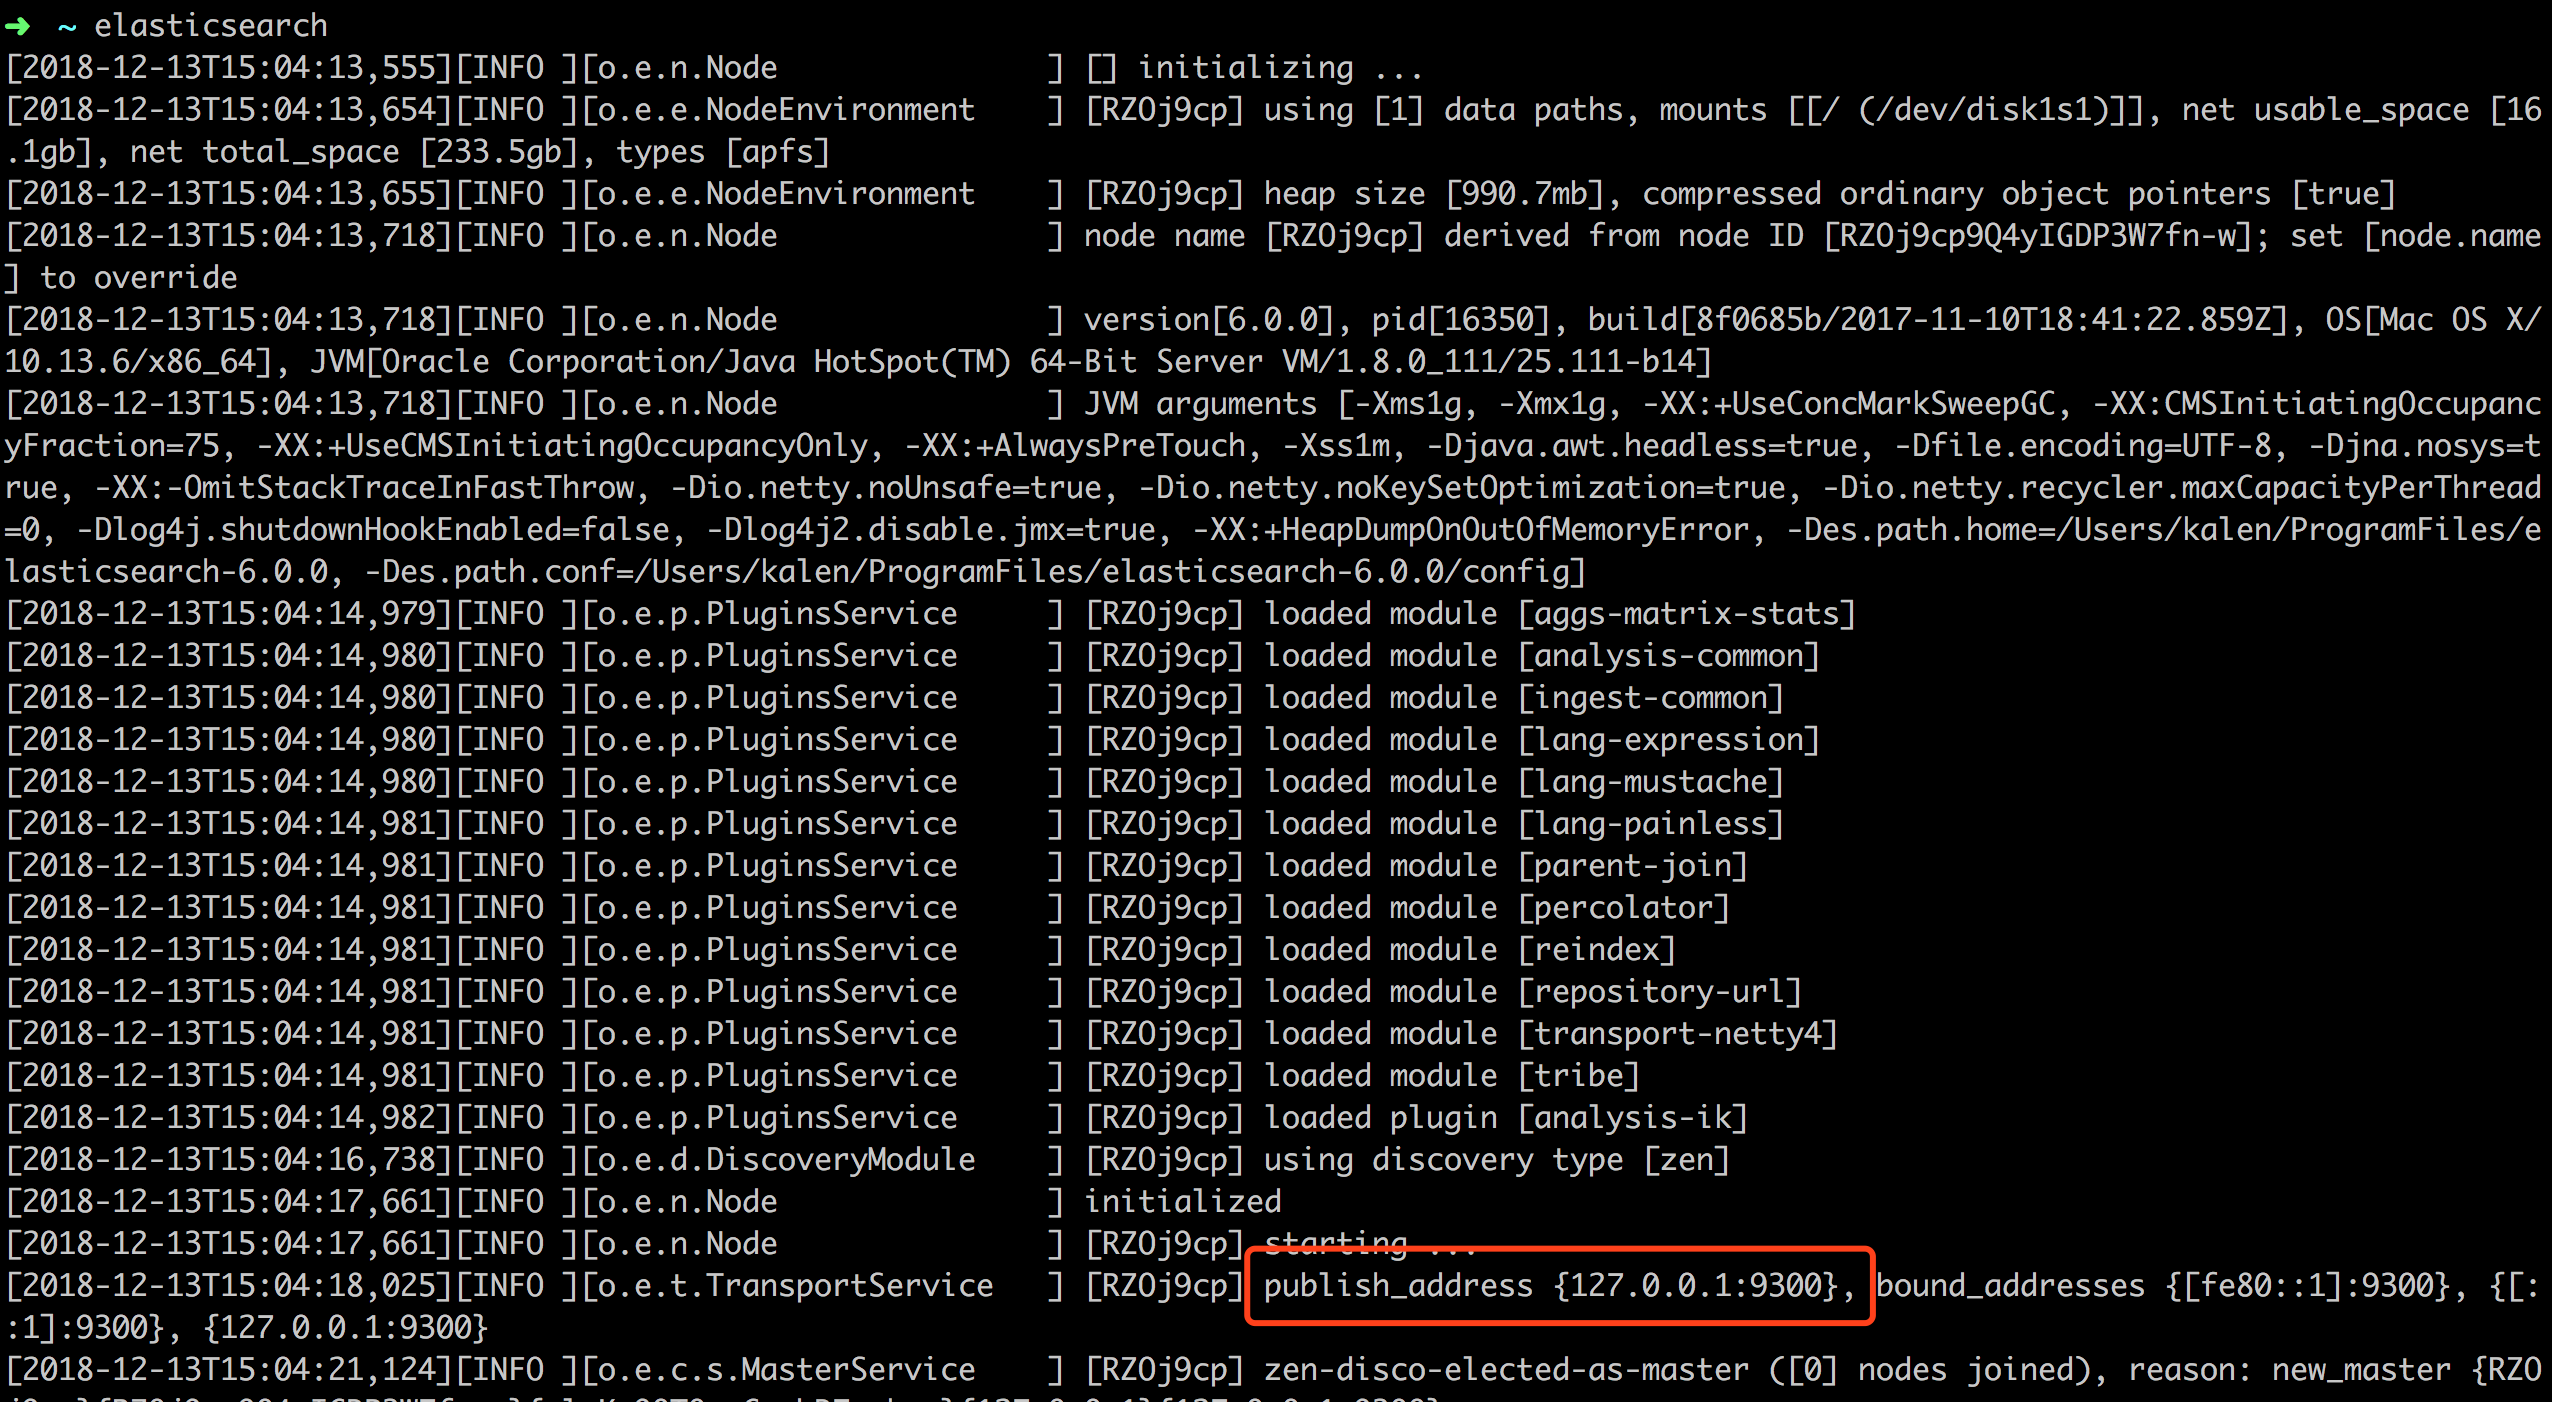 ➜  ~ elasticsearch
[2018-12-13T15:04:13,555][INFO ][o.e.n.Node               ] [] initializing ...
[2018-12-13T15:04:13,654][INFO ][o.e.e.NodeEnvironment    ] [RZOj9cp] using [1] data paths, mounts [[/ (/dev/disk1s1)]], net usable_space [16
.1gb], net total_space [233.5gb], types [apfs]
[2018-12-13T15:04:13,655][INFO ][o.e.e.NodeEnvironment    ] [RZOj9cp] heap size [990.7mb], compressed ordinary object pointers [true]
[2018-12-13T15:04:13,718][INFO ][o.e.n.Node               ] node name [RZOj9cp] derived from node ID [RZOj9cp9Q4yIGDP3W7fn-w]; set [node.name
] to override
[2018-12-13T15:04:13,718][INFO ][o.e.n.Node               ] version[6.0.0], pid[16350], build[8f0685b/2017-11-10T18:41:22.859Z], OS[Mac OS X/
10.13.6/x86_64], JVM[Oracle Corporation/Java HotSpot(TM) 64-Bit Server VM/1.8.0_111/25.111-b14]
[2018-12-13T15:04:13,718][INFO ][o.e.n.Node               ] JVM arguments [-Xms1g, -Xmx1g, -XX:+UseConcMarkSweepGC, -XX:CMSInitiatingOccupanc
yFraction=75, -XX:+UseCMSInitiatingOccupancyOnly, -XX:+AlwaysPreTouch, -Xss1m, -Djava.awt.headless=true, -Dfile.encoding=UTF-8, -Djna.nosys=t
rue, -XX:-OmitStackTraceInFastThrow, -Dio.netty.noUnsafe=true, -Dio.netty.noKeySetOptimization=true, -Dio.netty.recycler.maxCapacityPerThread
=0, -Dlog4j.shutdownHookEnabled=false, -Dlog4j2.disable.jmx=true, -XX:+HeapDumpOnOutOfMemoryError, -Des.path.home=/Users/kalen/ProgramFiles/e
lasticsearch-6.0.0, -Des.path.conf=/Users/kalen/ProgramFiles/elasticsearch-6.0.0/config]
[2018-12-13T15:04:14,979][INFO ][o.e.p.PluginsService     ] [RZOj9cp] loaded module [aggs-matrix-stats]
[2018-12-13T15:04:14,980][INFO ][o.e.p.PluginsService     ] [RZOj9cp] loaded module [analysis-common]
[2018-12-13T15:04:14,980][INFO ][o.e.p.PluginsService     ] [RZOj9cp] loaded module [ingest-common]
[2018-12-13T15:04:14,980][INFO ][o.e.p.PluginsService     ] [RZOj9cp] loaded module [lang-expression]
[2018-12-13T15:04:14,980][INFO ][o.e.p.PluginsService     ] [RZOj9cp] loaded module [lang-mustache]
[2018-12-13T15:04:14,981][INFO ][o.e.p.PluginsService     ] [RZOj9cp] loaded module [lang-painless]
[2018-12-13T15:04:14,981][INFO ][o.e.p.PluginsService     ] [RZOj9cp] loaded module [parent-join]
[2018-12-13T15:04:14,981][INFO ][o.e.p.PluginsService     ] [RZOj9cp] loaded module [percolator]
[2018-12-13T15:04:14,981][INFO ][o.e.p.PluginsService     ] [RZOj9cp] loaded module [reindex]
[2018-12-13T15:04:14,981][INFO ][o.e.p.PluginsService     ] [RZOj9cp] loaded module [repository-url]
[2018-12-13T15:04:14,981][INFO ][o.e.p.PluginsService     ] [RZOj9cp] loaded module [transport-netty4]
[2018-12-13T15:04:14,981][INFO ][o.e.p.PluginsService     ] [RZOj9cp] loaded module [tribe]
[2018-12-13T15:04:14,982][INFO ][o.e.p.PluginsService     ] [RZOj9cp] loaded plugin [analysis-ik]
[2018-12-13T15:04:16,738][INFO ][o.e.d.DiscoveryModule    ] [RZOj9cp] using discovery type [zen]
[2018-12-13T15:04:17,661][INFO ][o.e.n.Node               ] initialized
[2018-12-13T15:04:17,661][INFO ][o.e.n.Node               ] [RZOj9cp] starting ...
[2018-12-13T15:04:18,025][INFO ][o.e.t.TransportService   ] [RZOj9cp] publish_address {127.0.0.1:9300}, bound_addresses {[fe80::1]:9300}, {[:
:1]:9300}, {127.0.0.1:9300}
[2018-12-13T15:04:21,124][INFO ][o.e.c.s.MasterService    ] [RZOj9cp] zen-disco-elected-as-master ([0] nodes joined), reason: new_master {RZO